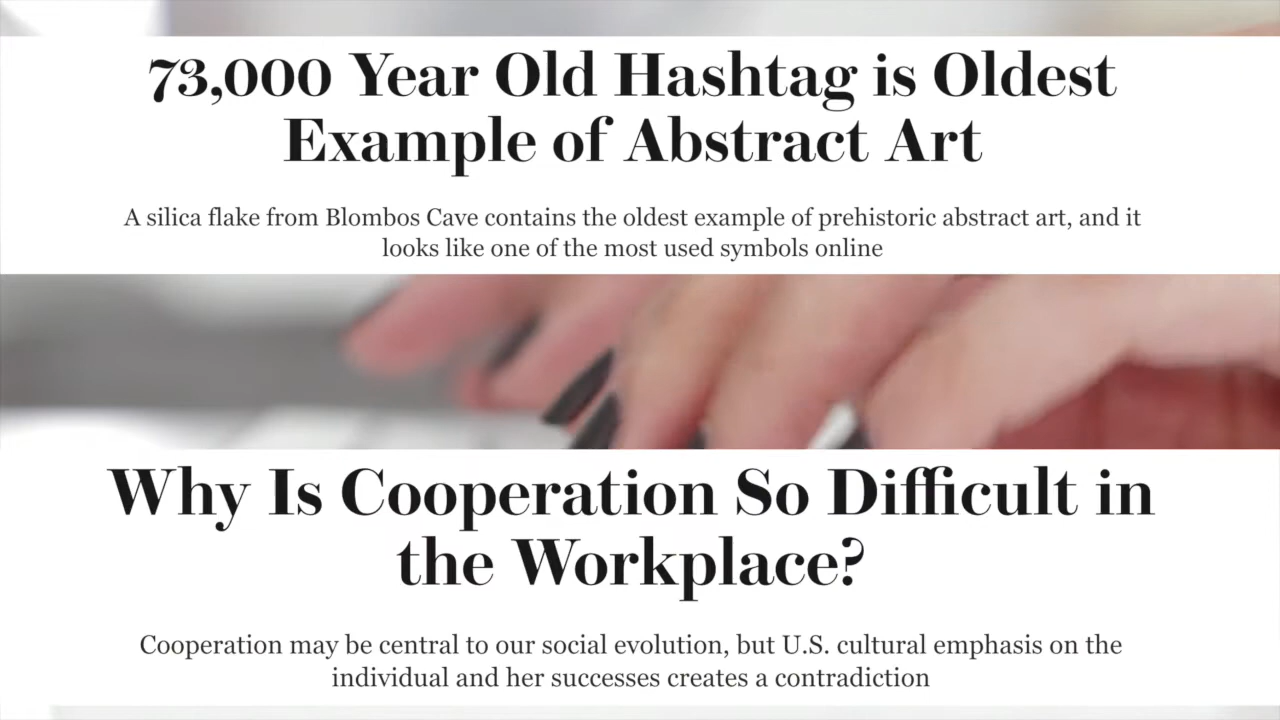 73,000 Year Old Hashtag is Oldest
Example of Abstract Art
A silica flake from Blombos Cave contains the oldest example of prehistoric abstract art, and it
looks like one of the most used symbols online
Why Is Cooperation So Difficult in
the Workplace?
Cooperation may be central to our social evolution, but U.S. cultural emphasis on the
individual and her successes creates a contradiction